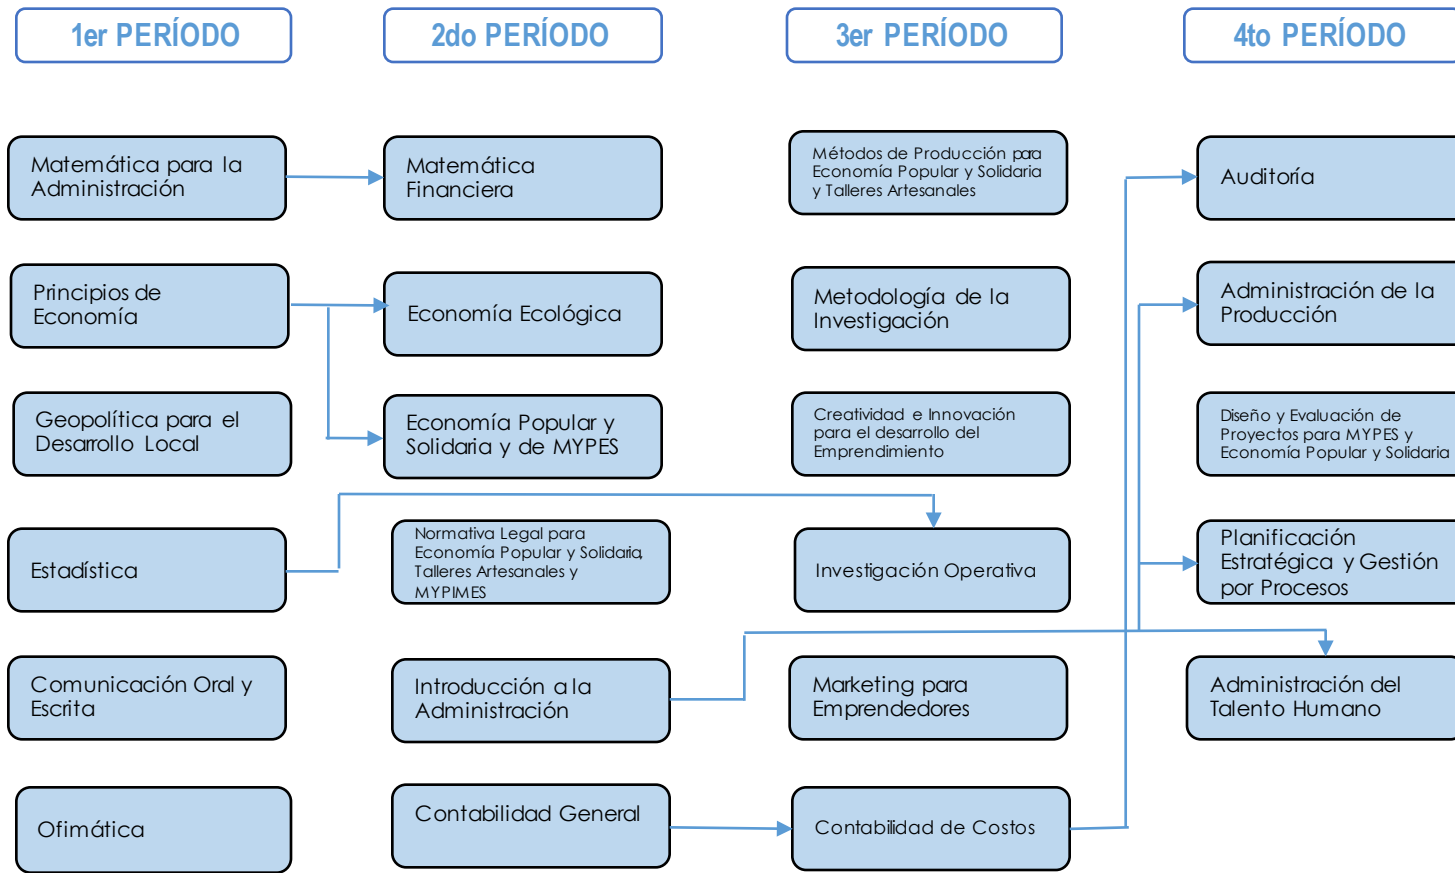 1er PERÍODO
2do PERÍODO
3er PERÍODO
4to PERÍODO
Matemática para la
Administración
Matemática
Financiera
Métodos de Producción para
Economía Popular y Solidaria
y Talleres Artesanales
Auditoría
Principios de
Economía
Economía Ecológica
Metodología de la
Investigación
Administración de la
Producción
Geopolítica para el
Desarrollo Local
Economía Popular y
Solidaria y de MYPES
Creatividad e Innovación
para el desarrollo del
Emprendimiento
Diseño y Evaluación de
Proyectos para MYPES y
Economía Popular y Solidaria
Estadística
Normativa Legal para
Economía Popular y Solidaria,
Talleres Artesanales y
MYPIMES
Investigación Operativa
Planificación
Estratégica y Gestión
por Procesos
Comunicación Oral y
Escrita
Introducción a la
Administración
Marketing para
Emprendedores
Administración del
Talento Humano
Ofimática
Contabilidad General
Contabilidad de Costos